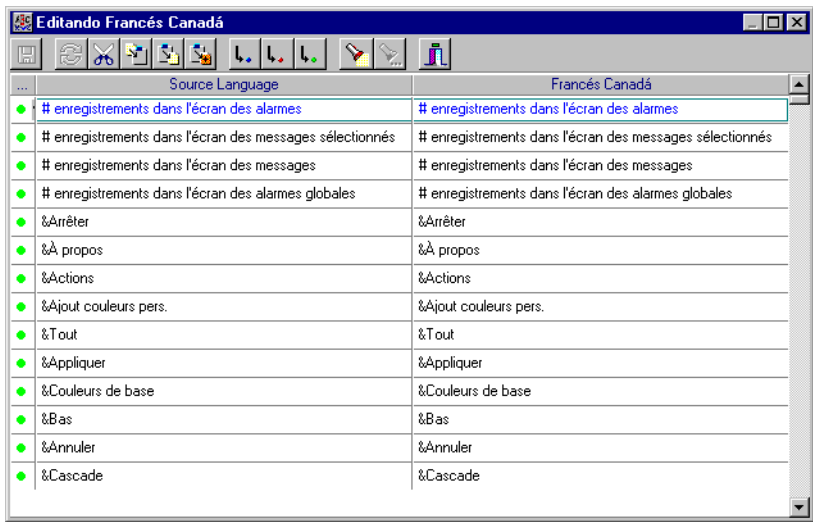 Editando Francés Canadá
... Source Language Francés Canadá
# enregistrements dans l'écran des alarmes # enregistrements dans l'écran des alarmes
# enregistrements dans l'écran des messages sélectionnés # enregistrements dans l'écran des messages sélectionnés
# enregistrements dans l'écran des messages # enregistrements dans l'écran des messages
# enregistrements dans l'écran des alarmes globales # enregistrements dans l'écran des alarmes globales
&Arrêter &Arrêter
&À propos &À propos
&Actions &Actions
&Ajout couleurs pers. &Ajout couleurs pers.
&Tout &Tout
&Appliquer &Appliquer
&Couleurs de base &Couleurs de base
&Bas &Bas
&Annuler &Annuler
&Cascade &Cascade